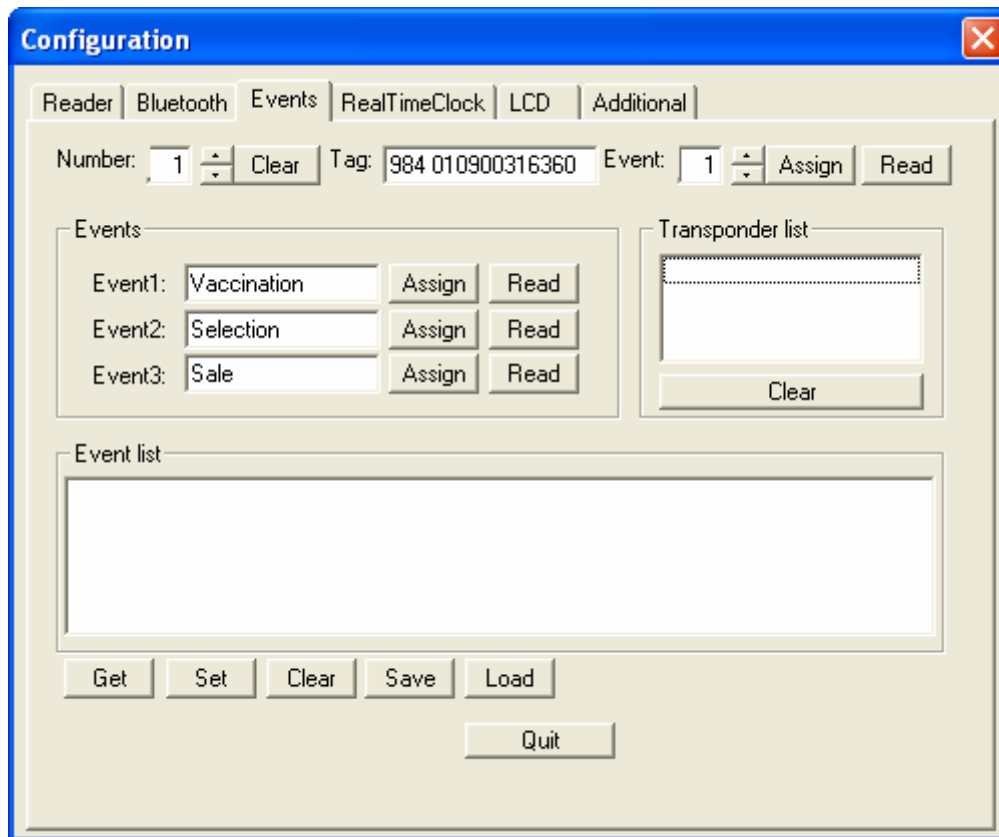 Configuration
Reader Bluetooth Events RealTimeClock LCD Additional
Number: 1 Clear Tag: 984 010900316360 Event: 1 Assign Read
Events Transponder list
Event1: Vaccination Assign Read
Event2: Selection Assign Read
Event3: Sale Assign Read
Clear
Event list
Get Set Clear Save Load
Quit